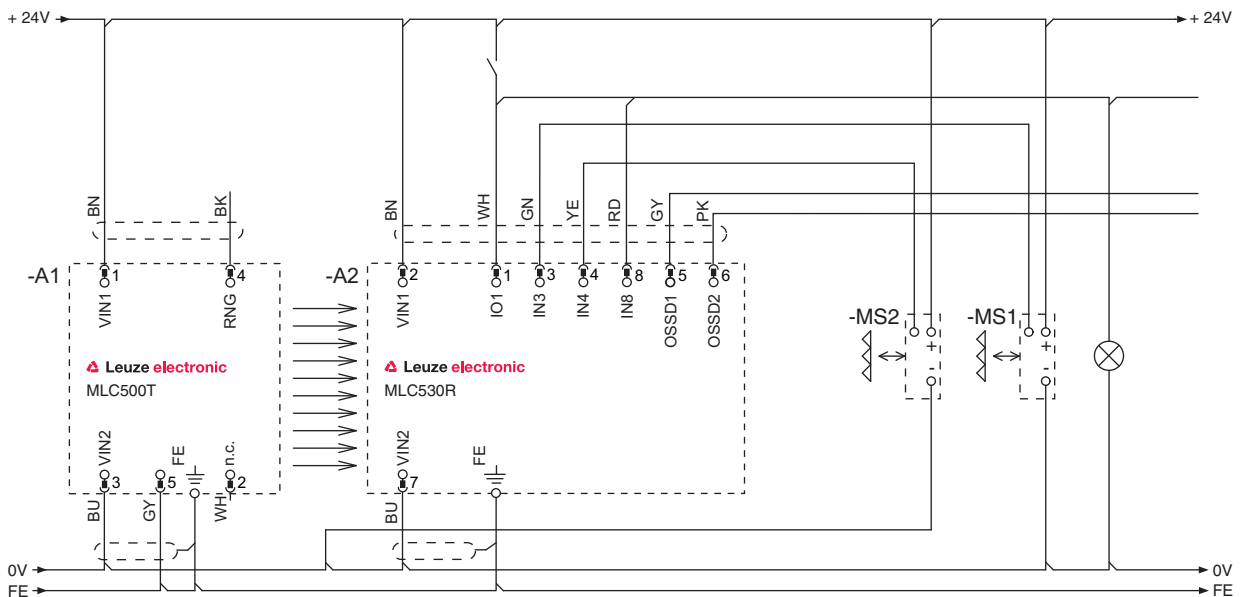 + 24V
+ 24V
BN
BK
BN
WH
GN
YE
RD
GY
PK
-A1
1
4
-A2
2
1
3
4
8
5
6
VIN1
RNG
VIN1
IO1
IN3
IN4
IN8
OSSD1
OSSD2
-MS2
-MS1
+
+
-
-
Leuze electronic
MLC500T
Leuze electronic
MLC530R
VIN2
FE
n.c.
VIN2
FE
3
5
2
7
BU
GY
WH
BU
0V
0V
FE
FE